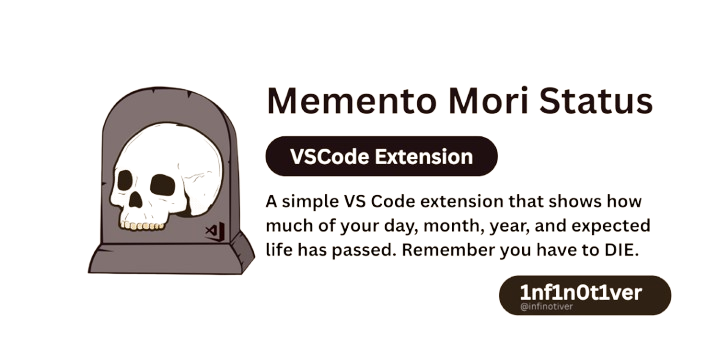 Memento Mori Status
VSCode Extension
A simple VS Code extension that shows how
much of your day, month, year, and expected
life has passed. Remember you have to DIE.
1nf1n0t1ver
@infinotiver